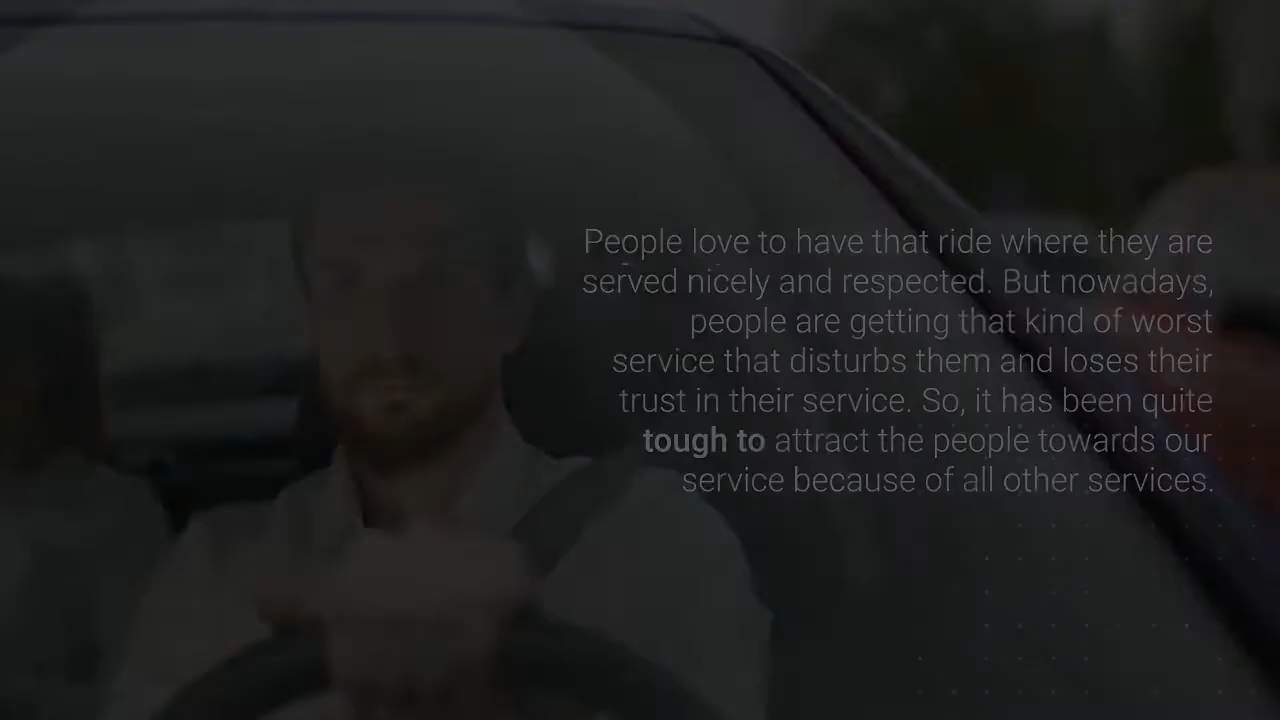 People love to have that ride where they are
served nicely and respected. But nowadays,
people are getting that kind of worst
service that disturbs them and loses their
trust in their service. So, it has been quite
tough to attract the people towards our
service because of all other services.